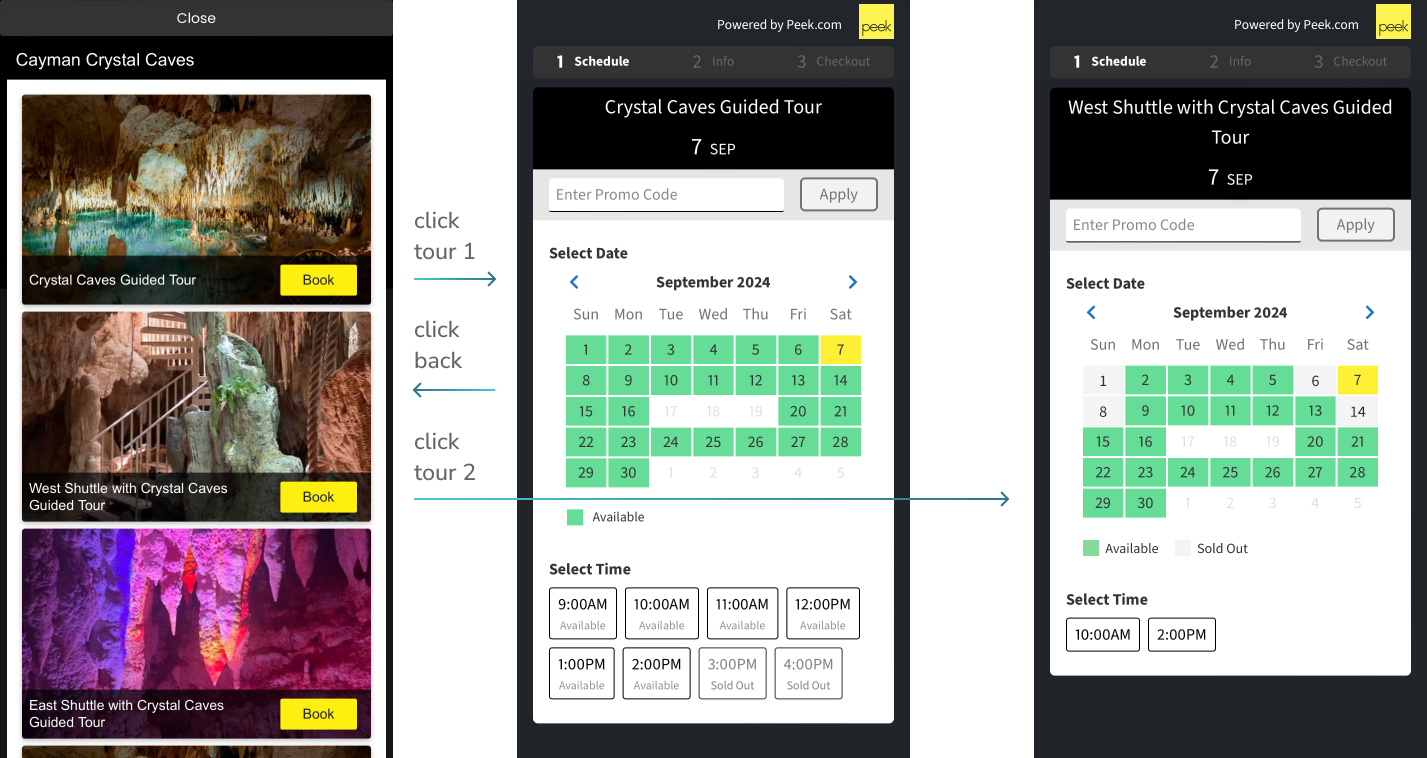 Close
Cayman Crystal Caves
Crystal Caves Guided Tour
Book
West Shuttle with Crystal Caves
Guided Tour
Book
East Shuttle with Crystal Caves
Guided Tour
Book
click
tour 1
click
back
click
tour 2
Powered by Peek.com peek
1 Schedule 2 Info 3 Checkout
Crystal Caves Guided Tour
7 SEP
Enter Promo Code Apply
Select Date
September 2024
Sun Mon Tue Wed Thu Fri Sat
1 2 3 4 5 6 7
8 9 10 11 12 13 14
15 16 17 18 19 20 21
22 23 24 25 26 27 28
29 30 1 2 3 4 5
Available
Select Time
9:00AM 10:00AM 11:00AM 12:00PM
Available Available Available Available
1:00PM 2:00PM 3:00PM 4:00PM
Available Available Sold Out Sold Out
Powered by Peek.com peek
1 Schedule 2 Info 3 Checkout
West Shuttle with Crystal Caves Guided
Tour
7 SEP
Enter Promo Code Apply
Select Date
September 2024
Sun Mon Tue Wed Thu Fri Sat
1 2 3 4 5 6 7
8 9 10 11 12 13 14
15 16 17 18 19 20 21
22 23 24 25 26 27 28
29 30 1 2 3 4 5
Available Sold Out
Select Time
10:00AM 2:00PM